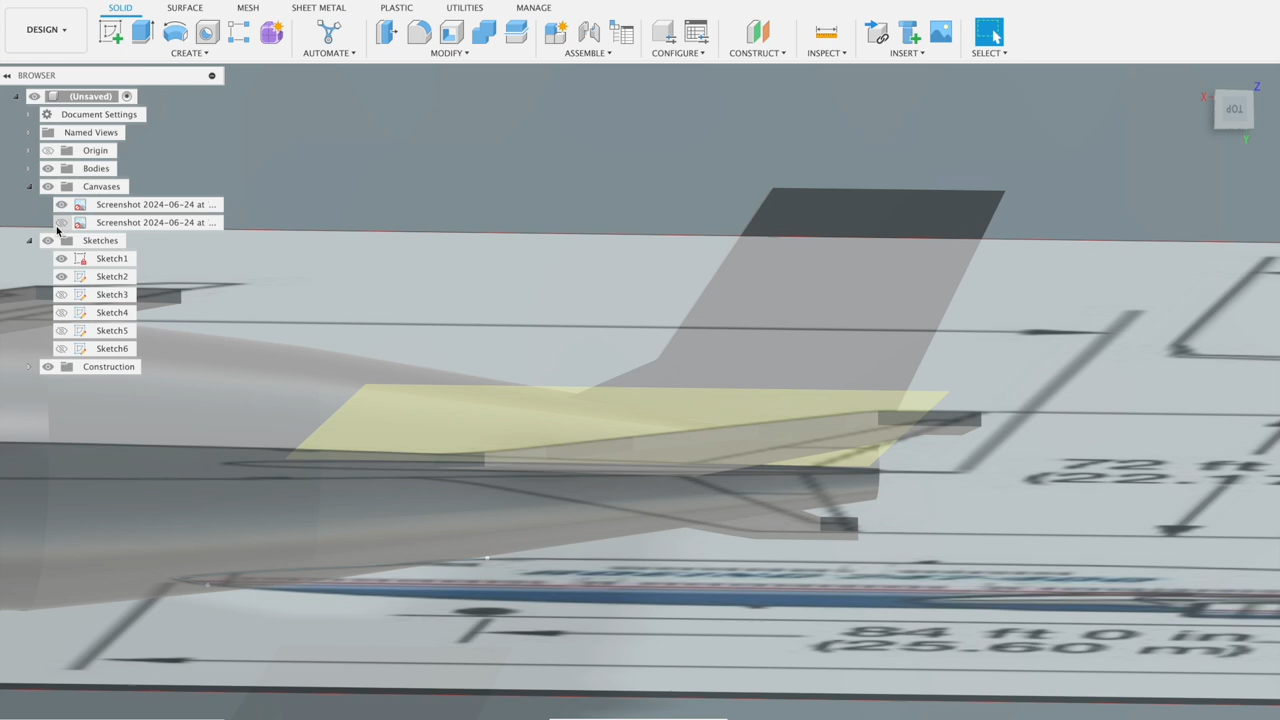 SOLID SURFACE MESH SHEET METAL PLASTIC UTILITIES MANAGE
DESIGN
CREATE AUTOMATE MODIFY ASSEMBLE CONFIGURE CONSTRUCT INSPECT INSERT SELECT
BROWSER
(Unsaved)
Document Settings
Named Views
Origin
Bodies
Canvases
Screenshot 2024-06-24 at ...
Screenshot 2024-06-24 at ...
Sketches
Sketch1
Sketch2
Sketch3
Sketch4
Sketch5
Sketch6
Construction
Z
X
TOP
Y
72 ft
84 ft 0 in
(25.60 m)